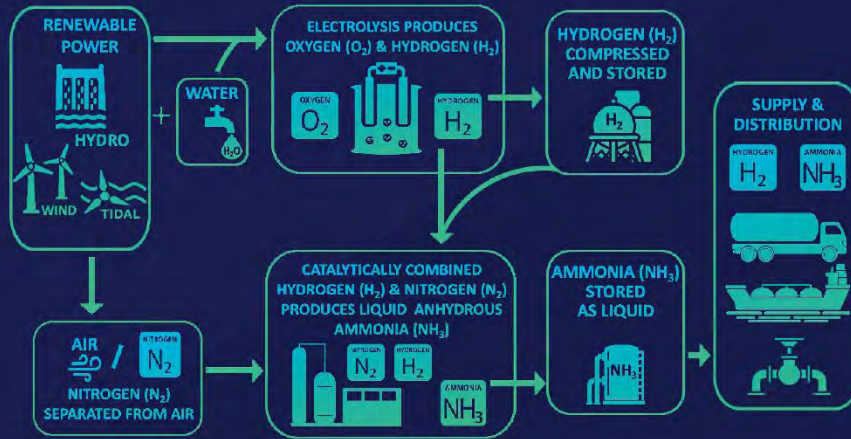 RENEWABLE
POWER
HYDRO
WIND
TIDAL
+
WATER
H₂O
ELECTROLYSIS PRODUCES
OXYGEN (O₂) & HYDROGEN (H₂)
OXYGEN
O₂
HYDROGEN
H₂
HYDROGEN (H₂)
COMPRESSED
AND STORED
H₂
SUPPLY &
DISTRIBUTION
HYDROGEN
H₂
AMMONIA
NH₃
AIR
/
NITROGEN
N₂
NITROGEN (N₂)
SEPARATED FROM AIR
CATALYTICALLY COMBINED
HYDROGEN (H₂) & NITROGEN (N₂)
PRODUCES LIQUID ANHYDROUS
AMMONIA (NH₃)
NITROGEN
N₂
HYDROGEN
H₂
AMMONIA
NH₃
AMMONIA (NH₃)
STORED
AS LIQUID
NH₃